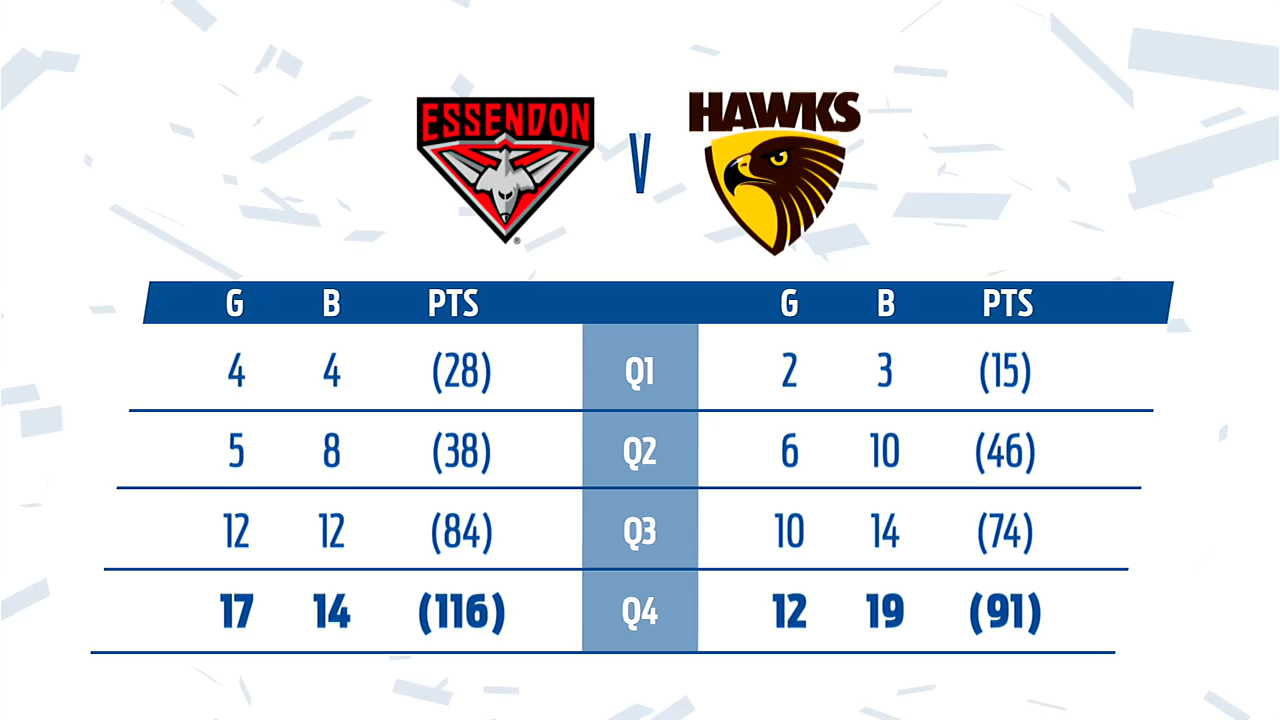 ESSENDON
®
V
HAWKS
G B PTS G B PTS
4 4 (28) Q1 2 3 (15)
5 8 (38) Q2 6 10 (46)
12 12 (84) Q3 10 14 (74)
17 14 (116) Q4 12 19 (91)